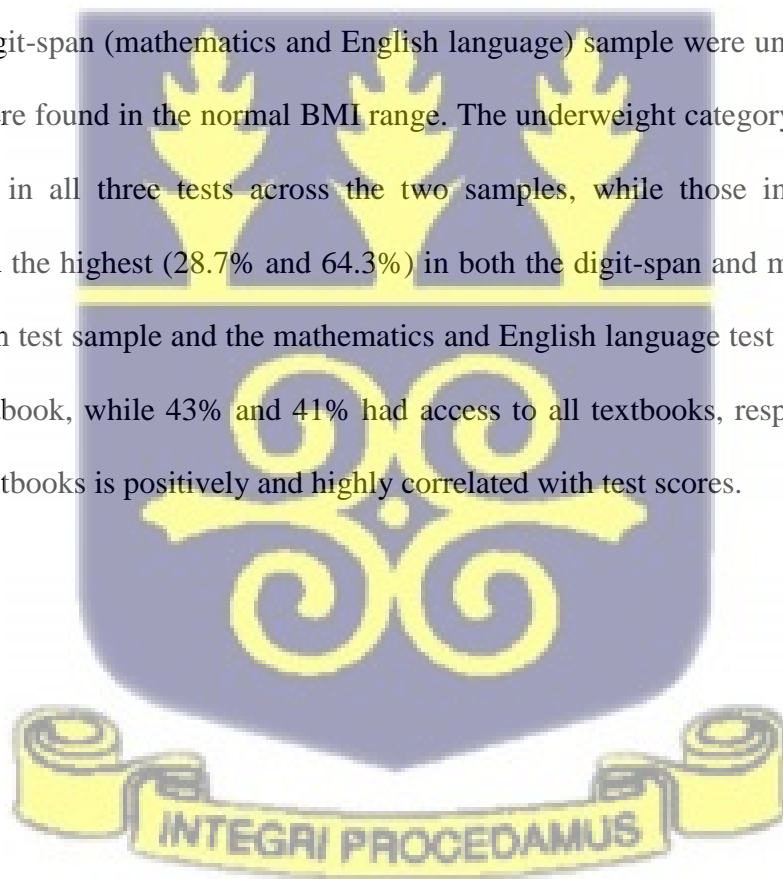 git-span (mathematics and English language) sample were un
re found in the normal BMI range. The underweight category
in all three tests across the two samples, while those in
the highest (28.7% and 64.3%) in both the digit-span and m
test sample and the mathematics and English language test
book, while 43% and 41% had access to all textbooks, resp
tbooks is positively and highly correlated with test scores.
INTEGRI PROCEDAMUS